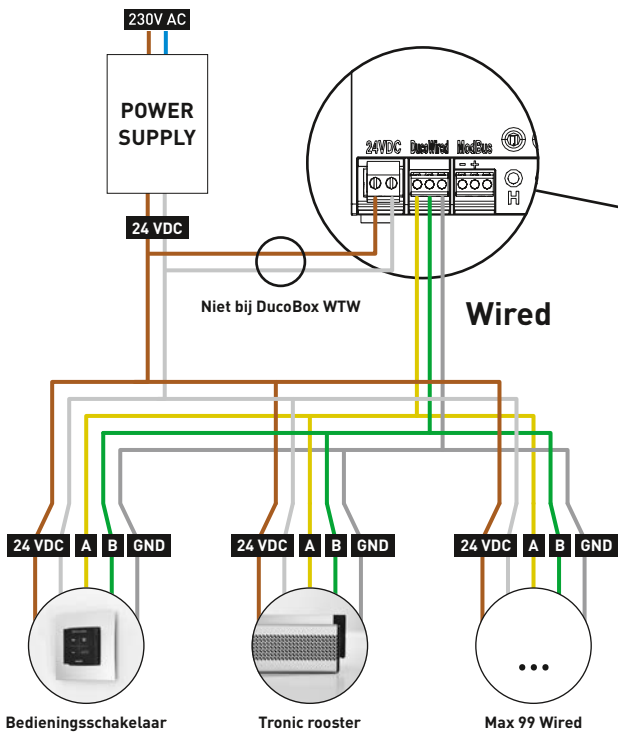 230V AC
POWER
SUPPLY
24VDC DucoWired ModBus
- +
H
24 VDC
Niet bij DucoBox WTW
Wired
24 VDC A B GND
24 VDC A B GND
24 VDC A B GND
...
Bedieningsschakelaar
Tronic rooster
Max 99 Wired